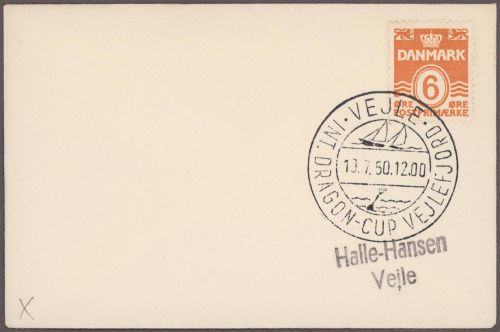 DANMARK
6
ØRE ØRE
POSTFRIMÆRKE
VEJLE
INT. DRAGON-CUP VEJLEFJORD
13.7.50.12.00
Halle-Hansen
Vejle
X